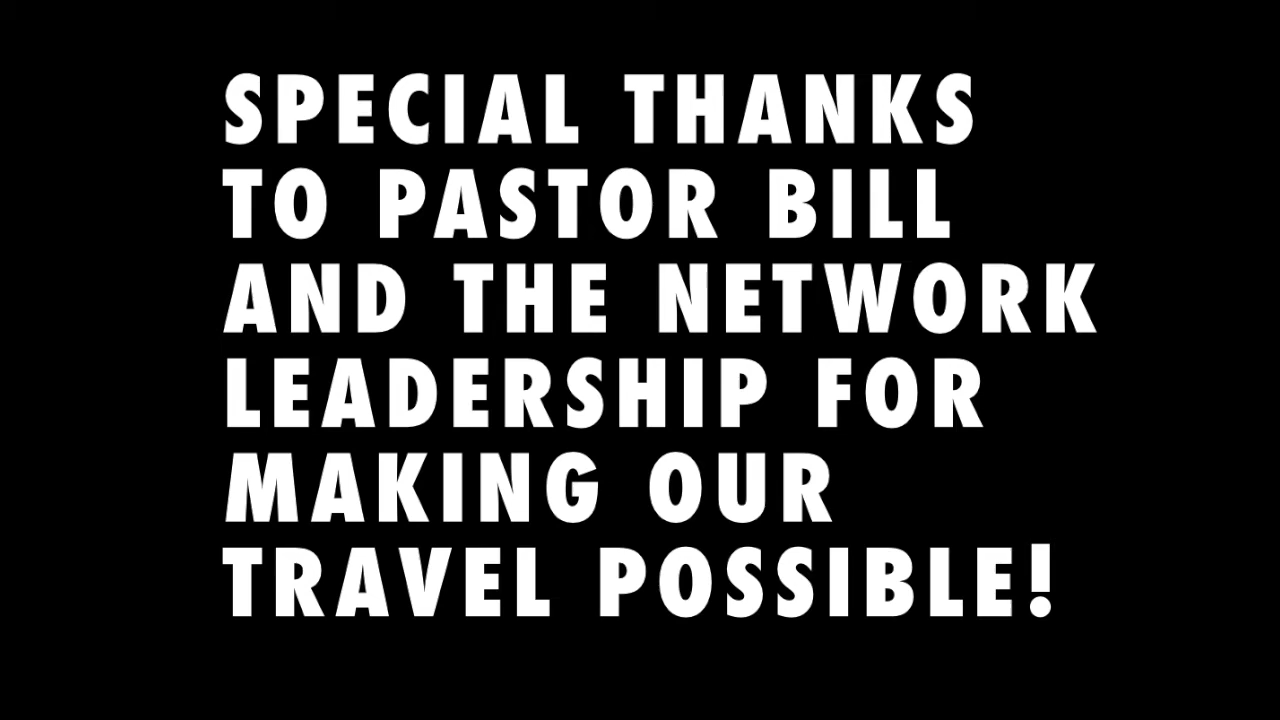 SPECIAL THANKS
TO PASTOR BILL
AND THE NETWORK
LEADERSHIP FOR
MAKING OUR
TRAVEL POSSIBLE!